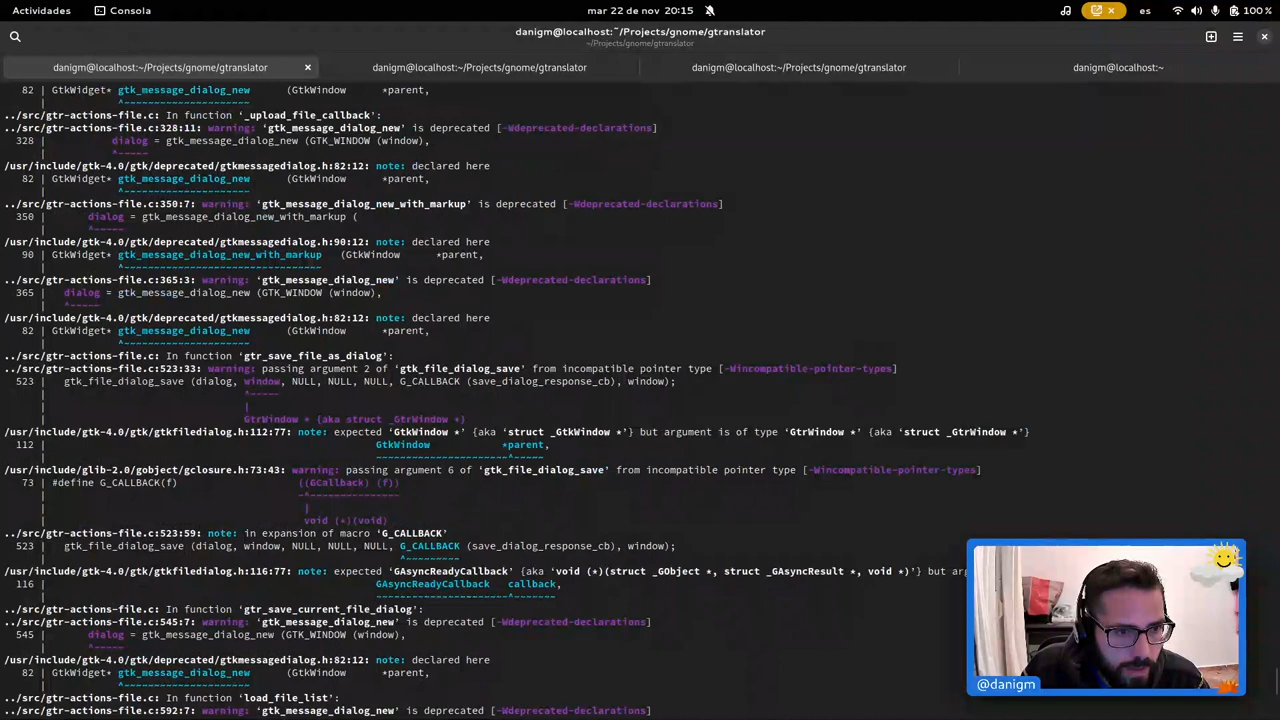 Actividades
Consola
mar 22 de nov 20:15
es
100 %
danigm@localhost:~/Projects/gnome/gtranslator
~/Projects/gnome/gtranslator
danigm@localhost:~/Projects/gnome/gtranslator
danigm@localhost:~/Projects/gnome/gtranslator
danigm@localhost:~/Projects/gnome/gtranslator
danigm@localhost:~
82 | GtkWidget* gtk_message_dialog_new (GtkWindow *parent,
| ^~~~~~~~~~~~~~~~~~~~~~
../src/gtr-actions-file.c: In function ‘_upload_file_callback’:
../src/gtr-actions-file.c:328:11: warning: ‘gtk_message_dialog_new’ is deprecated [-Wdeprecated-declarations]
328 | dialog = gtk_message_dialog_new (GTK_WINDOW (window),
| ^~~~~~
/usr/include/gtk-4.0/gtk/deprecated/gtkmessagedialog.h:82:12: note: declared here
82 | GtkWidget* gtk_message_dialog_new (GtkWindow *parent,
| ^~~~~~~~~~~~~~~~~~~~~~
../src/gtr-actions-file.c:350:7: warning: ‘gtk_message_dialog_new_with_markup’ is deprecated [-Wdeprecated-declarations]
350 | dialog = gtk_message_dialog_new_with_markup (
| ^~~~~~
/usr/include/gtk-4.0/gtk/deprecated/gtkmessagedialog.h:90:12: note: declared here
90 | GtkWidget* gtk_message_dialog_new_with_markup (GtkWindow *parent,
| ^~~~~~~~~~~~~~~~~~~~~~~~~~~~~~~~~~
../src/gtr-actions-file.c:365:3: warning: ‘gtk_message_dialog_new’ is deprecated [-Wdeprecated-declarations]
365 | dialog = gtk_message_dialog_new (GTK_WINDOW (window),
| ^~~~~~
/usr/include/gtk-4.0/gtk/deprecated/gtkmessagedialog.h:82:12: note: declared here
82 | GtkWidget* gtk_message_dialog_new (GtkWindow *parent,
| ^~~~~~~~~~~~~~~~~~~~~~
../src/gtr-actions-file.c: In function ‘gtr_save_file_as_dialog’:
../src/gtr-actions-file.c:523:33: warning: passing argument 2 of ‘gtk_file_dialog_save’ from incompatible pointer type [-Wincompatible-pointer-types]
523 | gtk_file_dialog_save (dialog, window, NULL, NULL, NULL, G_CALLBACK (save_dialog_response_cb), window);
| ^~~~~~
| |
| GtrWindow * {aka struct _GtrWindow *}
/usr/include/gtk-4.0/gtk/gtkfiledialog.h:112:77: note: expected ‘GtkWindow *’ {aka ‘struct _GtkWindow *’} but argument is of type ‘GtrWindow *’ {aka ‘struct _GtrWindow *’}
112 | GtkWindow *parent,
| ~~~~~~~~~~~~~~~~~~~~~~^~~~~~
/usr/include/glib-2.0/gobject/gclosure.h:73:43: warning: passing argument 6 of ‘gtk_file_dialog_save’ from incompatible pointer type [-Wincompatible-pointer-types]
73 | #define G_CALLBACK(f) ((GCallback) (f))
| ~^~~~~~~~~~~~~~~~
| |
| void (*)(void)
../src/gtr-actions-file.c:523:59: note: in expansion of macro ‘G_CALLBACK’
523 | gtk_file_dialog_save (dialog, window, NULL, NULL, NULL, G_CALLBACK (save_dialog_response_cb), window);
| ^~~~~~~~~~
/usr/include/gtk-4.0/gtk/gtkfiledialog.h:116:77: note: expected ‘GAsyncReadyCallback’ {aka ‘void (*)(struct _GObject *, struct _GAsyncResult *, void *)’} but
116 | GAsyncReadyCallback callback,
| ~~~~~~~~~~~~~~~~~~~~~~^~~~~~~~
../src/gtr-actions-file.c: In function ‘gtr_save_current_file_dialog’:
../src/gtr-actions-file.c:545:7: warning: ‘gtk_message_dialog_new’ is deprecated [-Wdeprecated-declarations]
545 | dialog = gtk_message_dialog_new (GTK_WINDOW (window),
| ^~~~~~
/usr/include/gtk-4.0/gtk/deprecated/gtkmessagedialog.h:82:12: note: declared here
82 | GtkWidget* gtk_message_dialog_new (GtkWindow *parent,
| ^~~~~~~~~~~~~~~~~~~~~~
../src/gtr-actions-file.c: In function ‘load_file_list’:
../src/gtr-actions-file.c:592:7: warning: ‘gtk_message_dialog_new’ is deprecated [-Wdeprecated-declarations]
@danigm